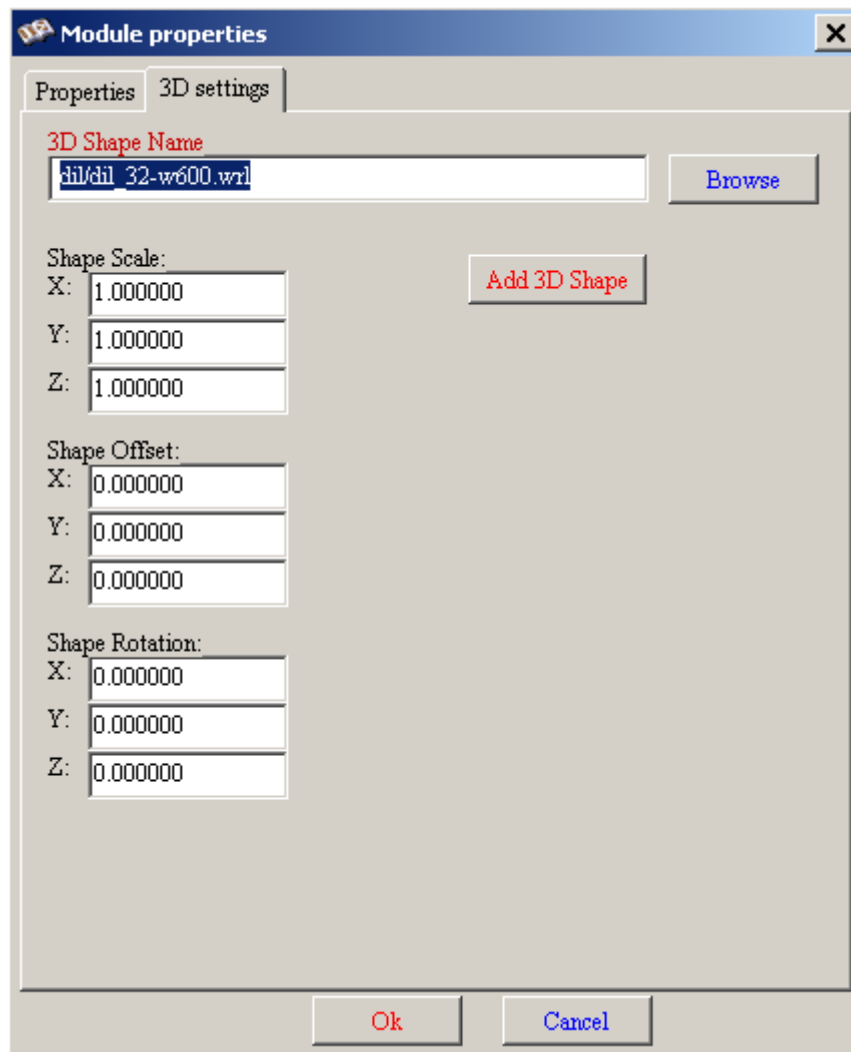 Module properties
Properties 3D settings
3D Shape Name
dil/dil_32-w600.wrl
Browse
Shape Scale:
X: 1.000000
Add 3D Shape
Y: 1.000000
Z: 1.000000
Shape Offset:
X: 0.000000
Y: 0.000000
Z: 0.000000
Shape Rotation:
X: 0.000000
Y: 0.000000
Z: 0.000000
Ok Cancel